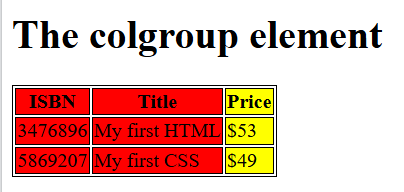 The colgroup element
ISBN Title Price
3476896 My first HTML $53
5869207 My first CSS $49